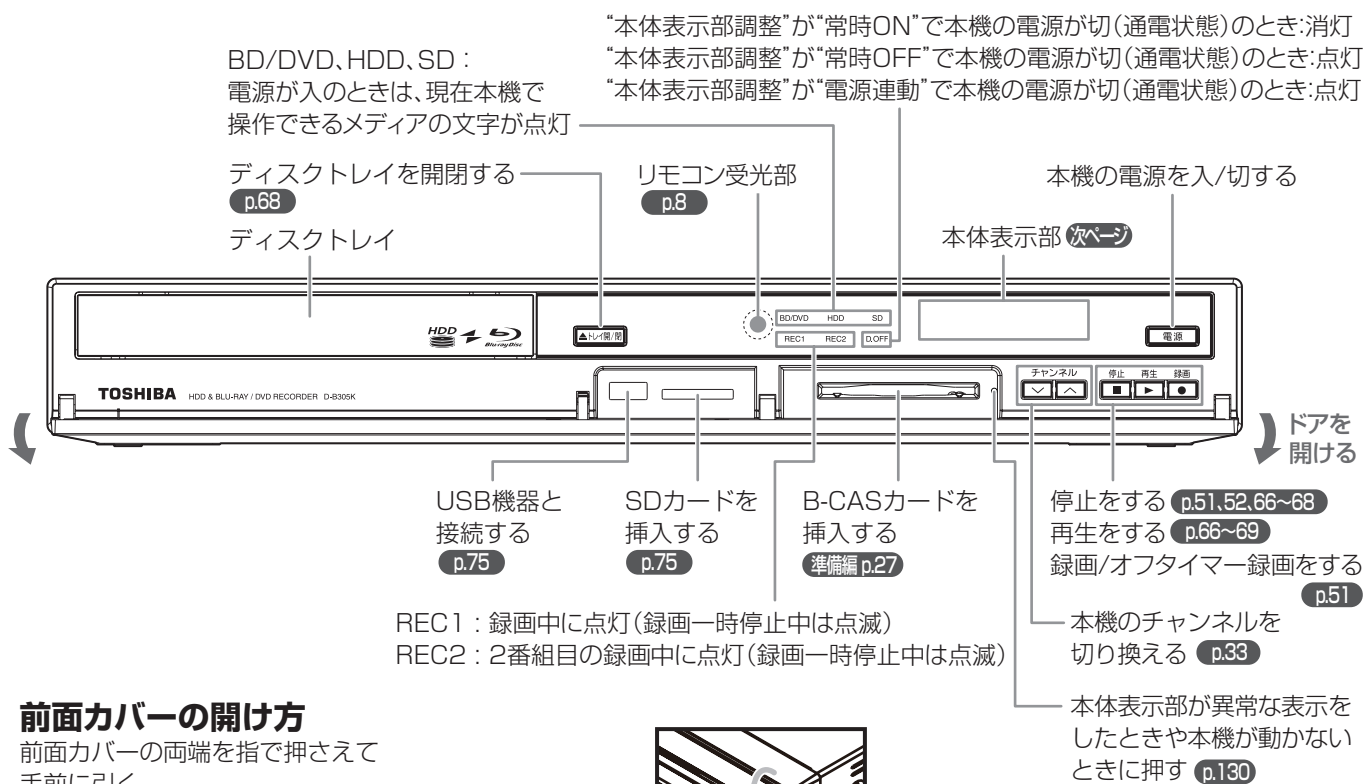 “本体表示部調整”が“常時ON”で本機の電源が切（通電状態）のとき：消灯
“本体表示部調整”が“常時OFF”で本機の電源が切（通電状態）のとき：点灯
“本体表示部調整”が“電源連動”で本機の電源が切（通電状態）のとき：点灯
BD/DVD、HDD、SD：
電源が入のときは、現在本機で
操作できるメディアの文字が点灯
ディスクトレイを開閉する
p.68
ディスクトレイ
リモコン受光部
p.8
本機の電源を入/切する
本体表示部 次ページ
HDD Blu-ray Disc
▲トレイ開/閉
BD/DVD HDD SD
REC1 REC2 D.OFF
電源
TOSHIBA HDD & BLU-RAY / DVD RECORDER D-B305K
チャンネル
停止 再生 録画
ドアを
開ける
USB機器と
接続する
p.75
SDカードを
挿入する
p.75
B-CASカードを
挿入する
準備編 p.27
停止をする p.51、52、66~68
再生をする p.66~69
録画/オフタイマー録画をする
p.51
REC1：録画中に点灯（録画一時停止中は点滅）
REC2：2番組目の録画中に点灯（録画一時停止中は点滅）
本機のチャンネルを
切り換える p.33
本体表示部が異常な表示を
したときや本機が動かない
ときに押す p.130
前面カバーの開け方
前面カバーの両端を指で押さえて
手前に引く